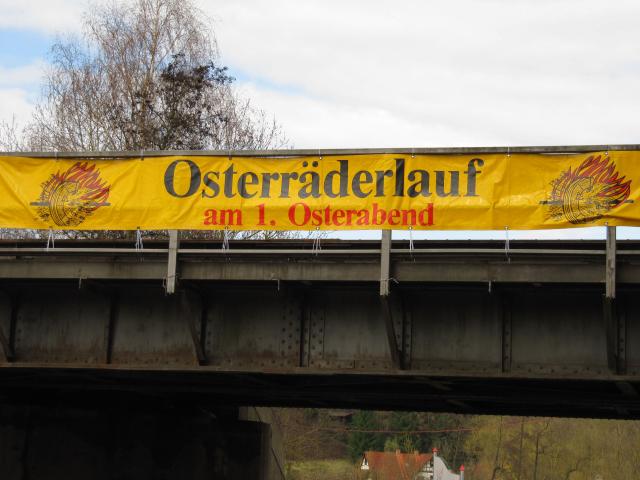 Osterräderlauf
am 1. Osterabend